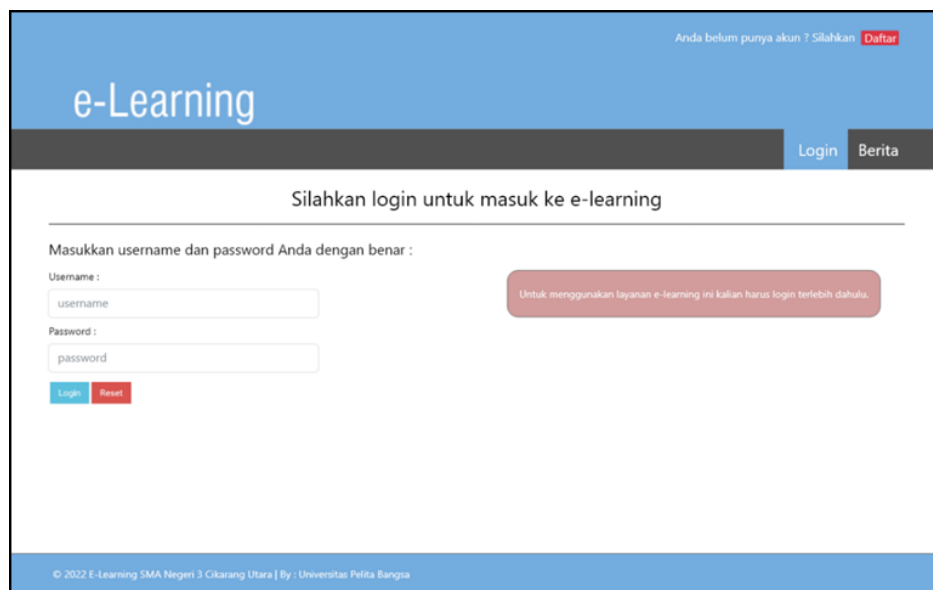 Anda belum punya akun ? Silahkan Daftar
e-Learning
Login Berita
Silahkan login untuk masuk ke e-learning
Masukkan username dan password Anda dengan benar :
Username :
username
Untuk menggunakan layanan e-learning ini kalian harus login terlebih dahulu.
Password :
password
Login Reset
© 2022 E-Learning SMA Negeri 3 Cikarang Utara | By : Universitas Pelita Bangsa